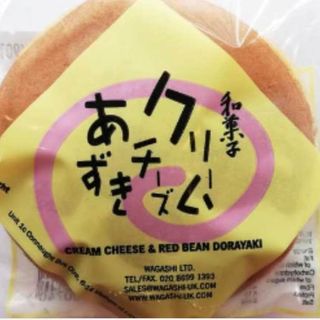 和菓子
クリーム
チーズ
あずき
CREAM CHEESE & RED BEAN DORAYAKI
WAGASHI LTD.
TEL/FAX. 020 8699 1393
SALES@WAGASHI-UK.COM
WWW.WAGASHI-UK.COM